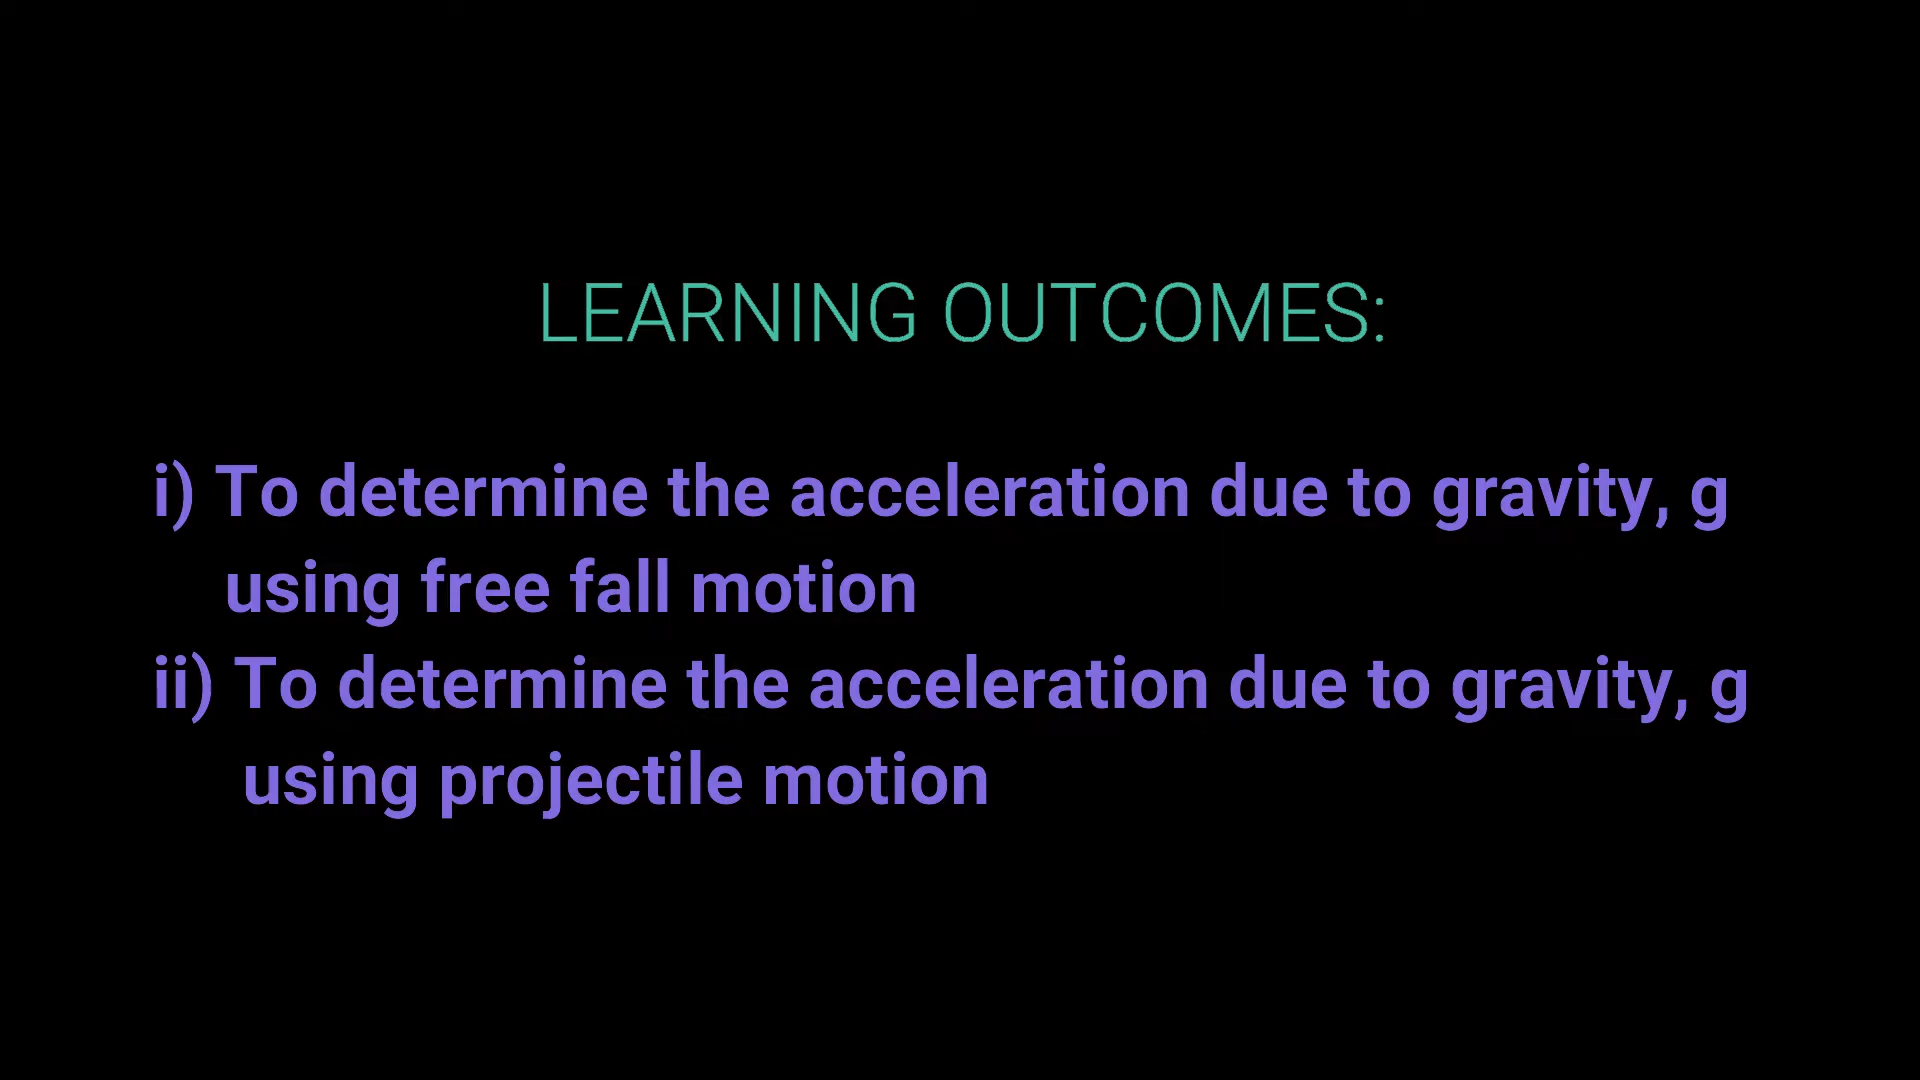 LEARNING OUTCOMES:
i) To determine the acceleration due to gravity, g
using free fall motion
ii) To determine the acceleration due to gravity, g
using projectile motion